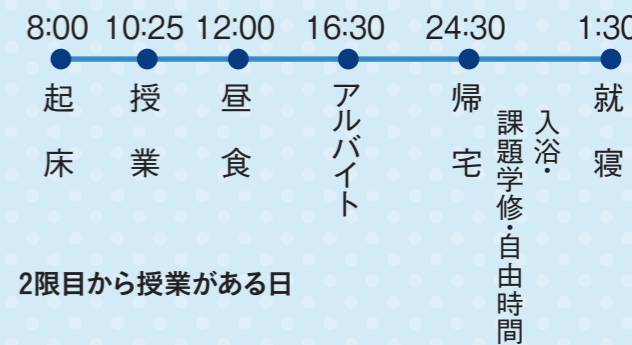 8:00 10:25 12:00 16:30 24:30 1:30
起床
授業
昼食
アルバイト
帰宅
入浴・
課題学修・自由時間
就寝
2限目から授業がある日